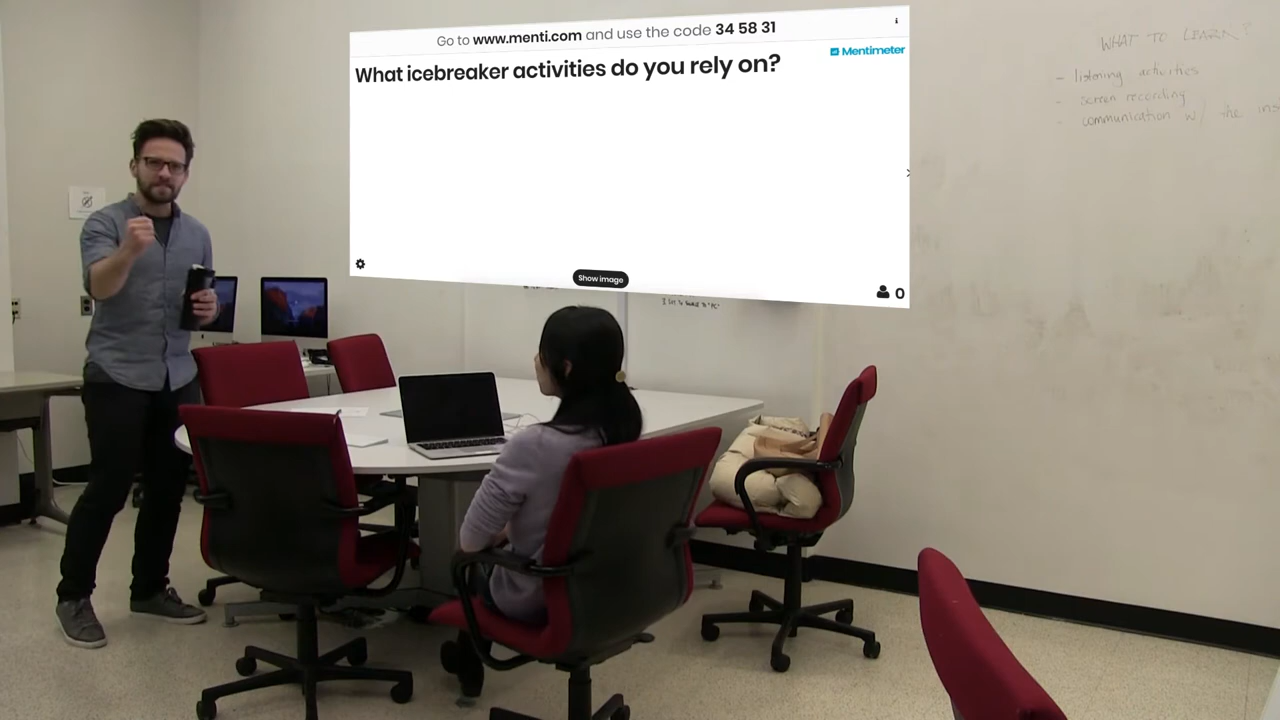 Go to www.menti.com and use the code 34 58 31
Mentimeter
What icebreaker activities do you rely on?
Show image
0
WHAT TO LEARN?
- listening activities
- screen recording
- communication w/ the ins